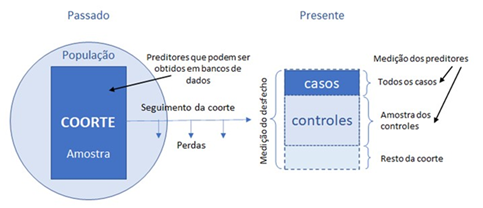 Passado
Presente
População
Preditores que podem ser
obtidos em bancos de
dados
COORTE
Amostra
Seguimento da coorte
Perdas
Medição do desfecho
casos
controles
Medição dos preditores
Todos os casos
Amostra dos
controles
Resto da coorte